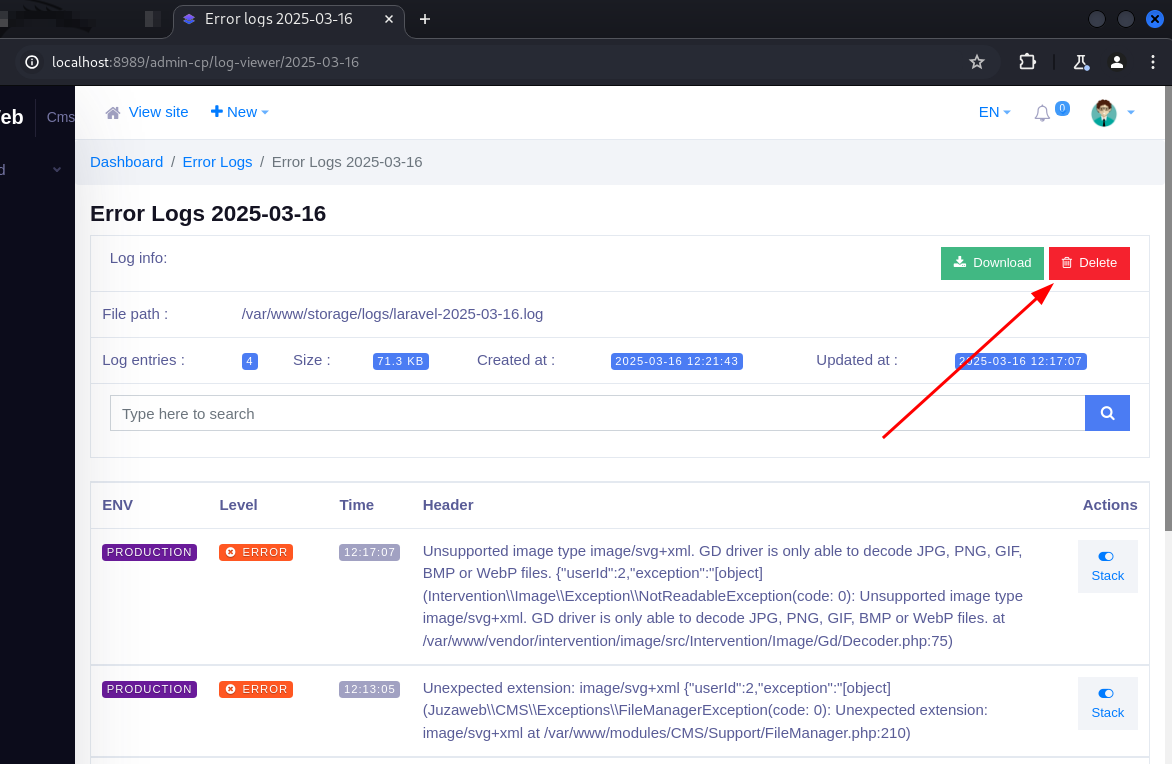 Error logs 2025-03-16
localhost:8989/admin-cp/log-viewer/2025-03-16
eb
Cms
View site
New
EN
0
d
Dashboard / Error Logs / Error Logs 2025-03-16
Error Logs 2025-03-16
Log info:
Download
Delete
File path :
/var/www/storage/logs/laravel-2025-03-16.log
Log entries : 4 Size : 71.3 KB Created at : 2025-03-16 12:21:43 Updated at : 2025-03-16 12:17:07
Type here to search
ENV Level Time Header Actions
PRODUCTION ERROR 12:17:07
Unsupported image type image/svg+xml. GD driver is only able to decode JPG, PNG, GIF,
BMP or WebP files. {"userId":2,"exception":"[object]
(Intervention\\Image\\Exception\\NotReadableException(code: 0): Unsupported image type
image/svg+xml. GD driver is only able to decode JPG, PNG, GIF, BMP or WebP files. at
/var/www/vendor/intervention/image/src/Intervention/Image/Gd/Decoder.php:75)
Stack
PRODUCTION ERROR 12:13:05
Unexpected extension: image/svg+xml {"userId":2,"exception":"[object]
(Juzaweb\\CMS\\Exceptions\\FileManagerException(code: 0): Unexpected extension:
image/svg+xml at /var/www/modules/CMS/Support/FileManager.php:210)
Stack